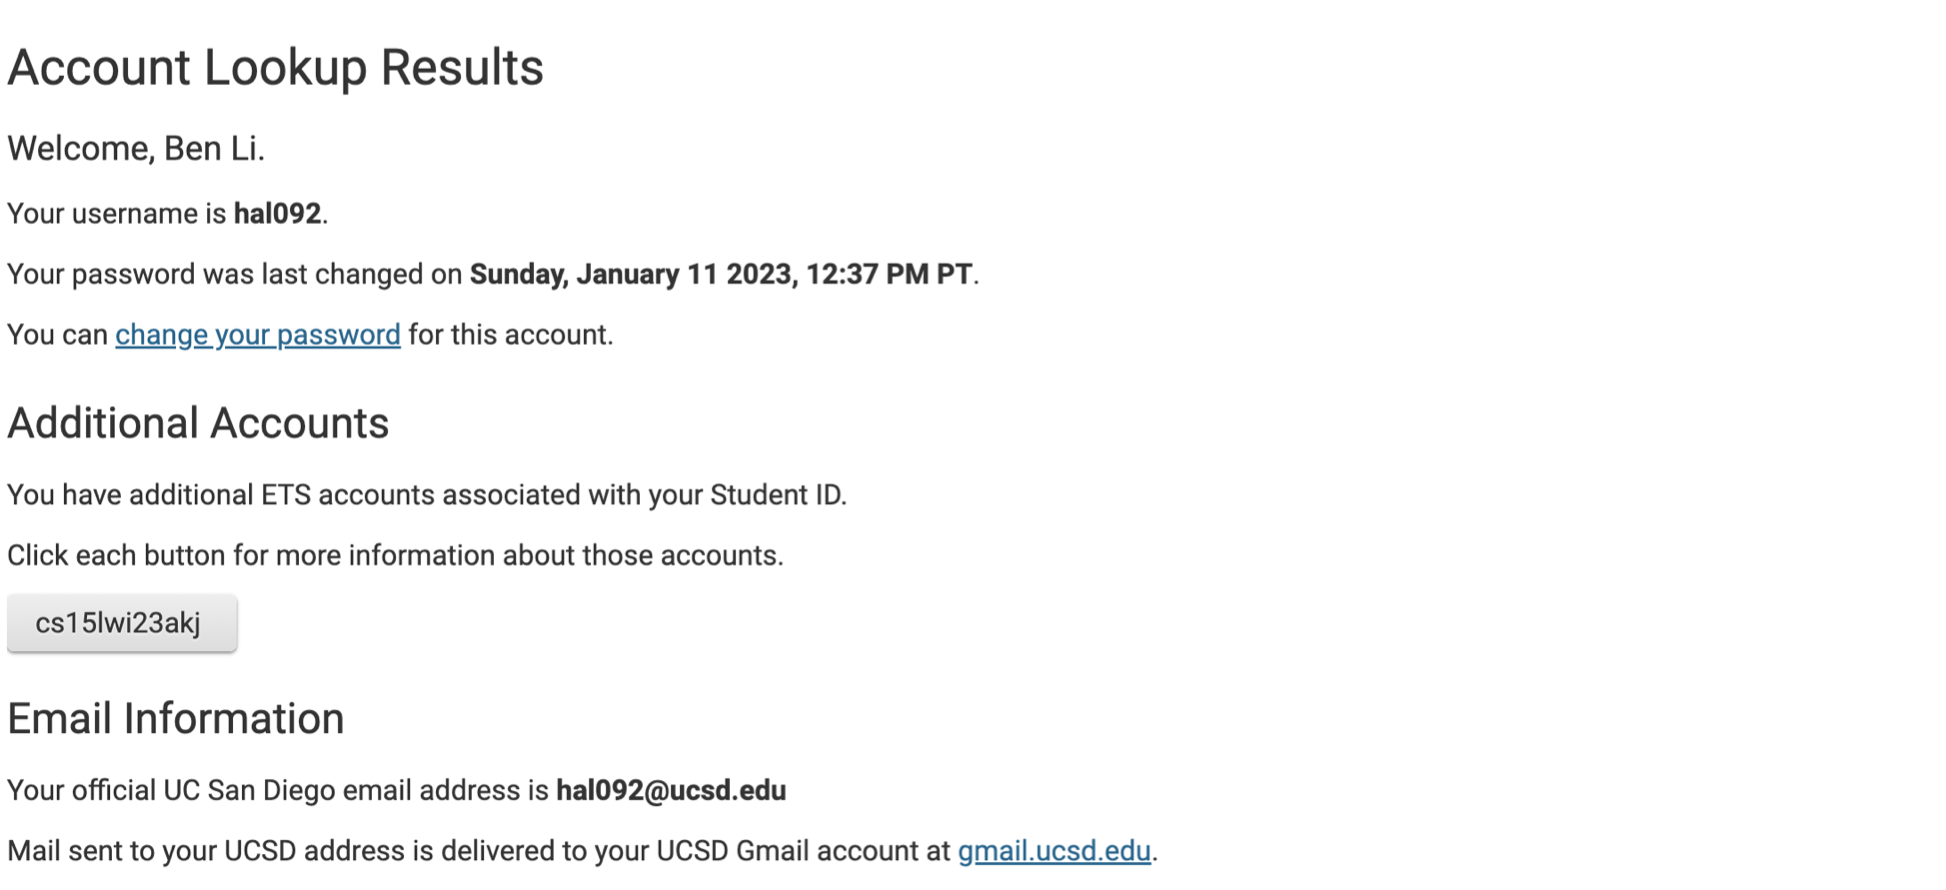 Account Lookup Results
Welcome, Ben Li.
Your username is hal092.
Your password was last changed on Sunday, January 11 2023, 12:37 PM PT.
You can change your password for this account.
Additional Accounts
You have additional ETS accounts associated with your Student ID.
Click each button for more information about those accounts.
cs15lwi23akj
Email Information
Your official UC San Diego email address is hal092@ucsd.edu
Mail sent to your UCSD address is delivered to your UCSD Gmail account at gmail.ucsd.edu.